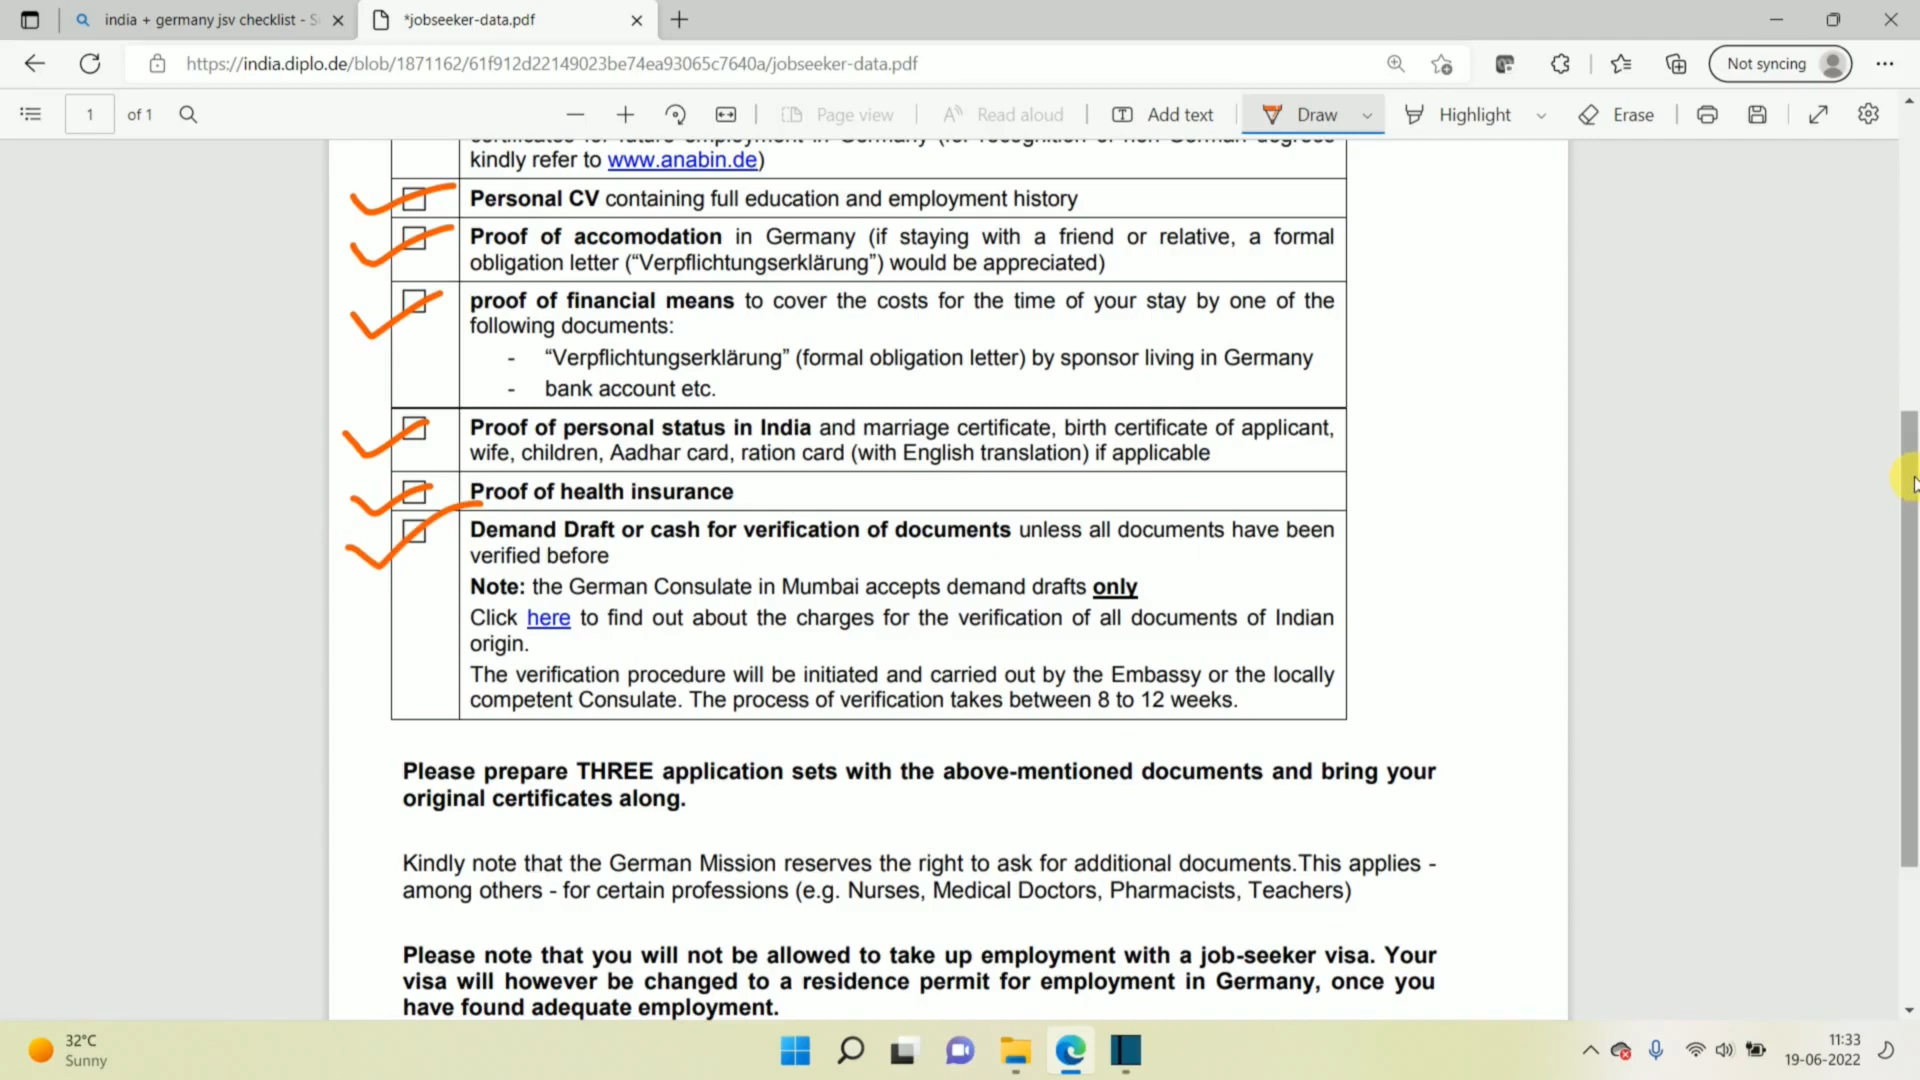 india + germany jsv checklist - S
*jobseeker-data.pdf
https://india.diplo.de/blob/1871162/61f912d22149023be74ea93065c7640a/jobseeker-data.pdf
Not syncing
1 of 1
Page view
Read aloud
Add text
Draw
Highlight
Erase
certificates for future employment in Germany (for recognition of non German degrees
kindly refer to www.anabin.de)
Personal CV containing full education and employment history
Proof of accomodation in Germany (if staying with a friend or relative, a formal
obligation letter (“Verpflichtungserklärung”) would be appreciated)
proof of financial means to cover the costs for the time of your stay by one of the
following documents:
- “Verpflichtungserklärung” (formal obligation letter) by sponsor living in Germany
- bank account etc.
Proof of personal status in India and marriage certificate, birth certificate of applicant,
wife, children, Aadhar card, ration card (with English translation) if applicable
Proof of health insurance
Demand Draft or cash for verification of documents unless all documents have been
verified before
Note: the German Consulate in Mumbai accepts demand drafts only
Click here to find out about the charges for the verification of all documents of Indian
origin.
The verification procedure will be initiated and carried out by the Embassy or the locally
competent Consulate. The process of verification takes between 8 to 12 weeks.
Please prepare THREE application sets with the above-mentioned documents and bring your
original certificates along.
Kindly note that the German Mission reserves the right to ask for additional documents.This applies -
among others - for certain professions (e.g. Nurses, Medical Doctors, Pharmacists, Teachers)
Please note that you will not be allowed to take up employment with a job-seeker visa. Your
visa will however be changed to a residence permit for employment in Germany, once you
have found adequate employment.
32°C
Sunny
11:33
19-06-2022